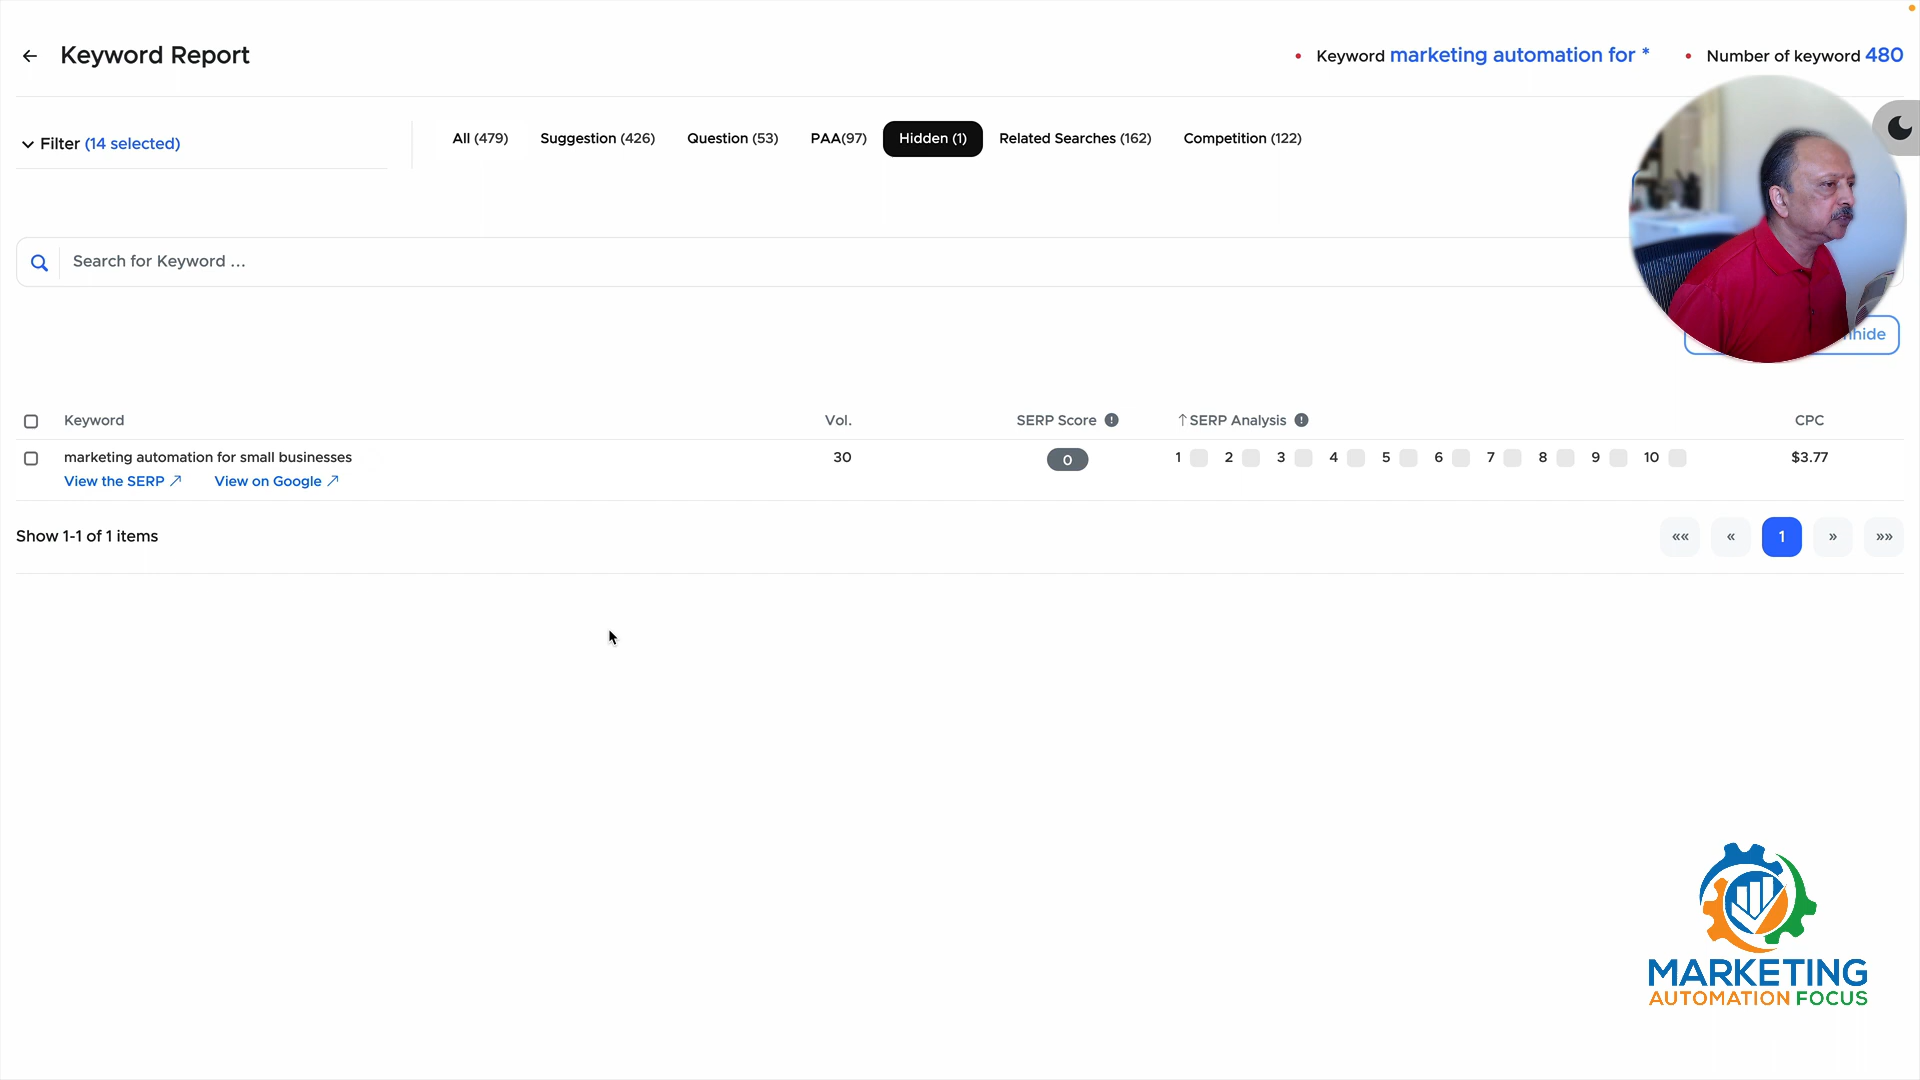 Keyword Report
Keyword marketing automation for *
Number of keyword 480
Filter (14 selected)
All (479)
Suggestion (426)
Question (53)
PAA(97)
Hidden (1)
Related Searches (162)
Competition (122)
Search for Keyword ...
Keyword
Vol.
SERP Score
↑SERP Analysis
CPC
marketing automation for small businesses
30
0
1 2 3 4 5 6 7 8 9 10
$3.77
View the SERP
View on Google
Show 1-1 of 1 items
«« « 1 » »»
MARKETING
AUTOMATION FOCUS